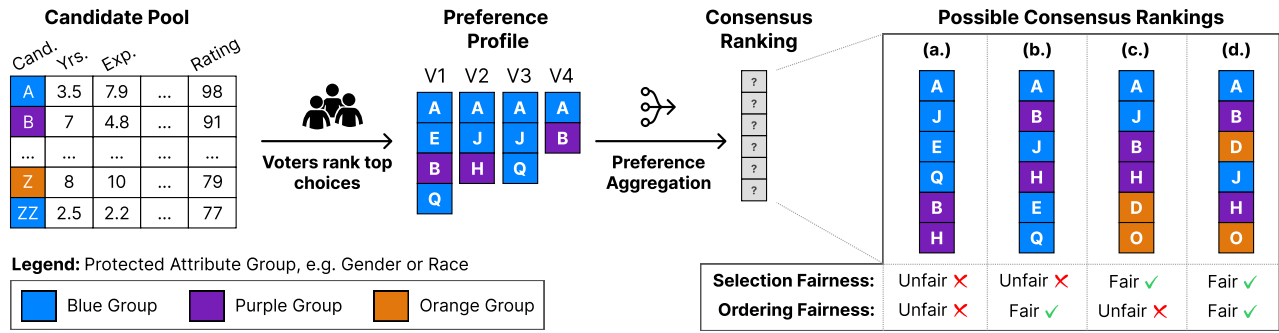 Candidate Pool
Cand. Yrs. Exp. Rating
A 3.5 7.9 ... 98
B 7 4.8 ... 91
... ... ... ... ...
Z 8 10 ... 79
ZZ 2.5 2.2 ... 77
Voters rank top
choices
Preference
Profile
V1 V2 V3 V4
A A A A
E J J B
B H Q
Q
Preference
Aggregation
Consensus
Ranking
?
?
?
?
?
?
Possible Consensus Rankings
(a.) (b.) (c.) (d.)
A A A A
J B J B
E J B D
Q H H J
B E D H
H Q O O
Selection Fairness: Unfair ✗ Unfair ✗ Fair ✓ Fair ✓
Ordering Fairness: Unfair ✗ Fair ✓ Unfair ✗ Fair ✓
Legend: Protected Attribute Group, e.g. Gender or Race
Blue Group Purple Group Orange Group